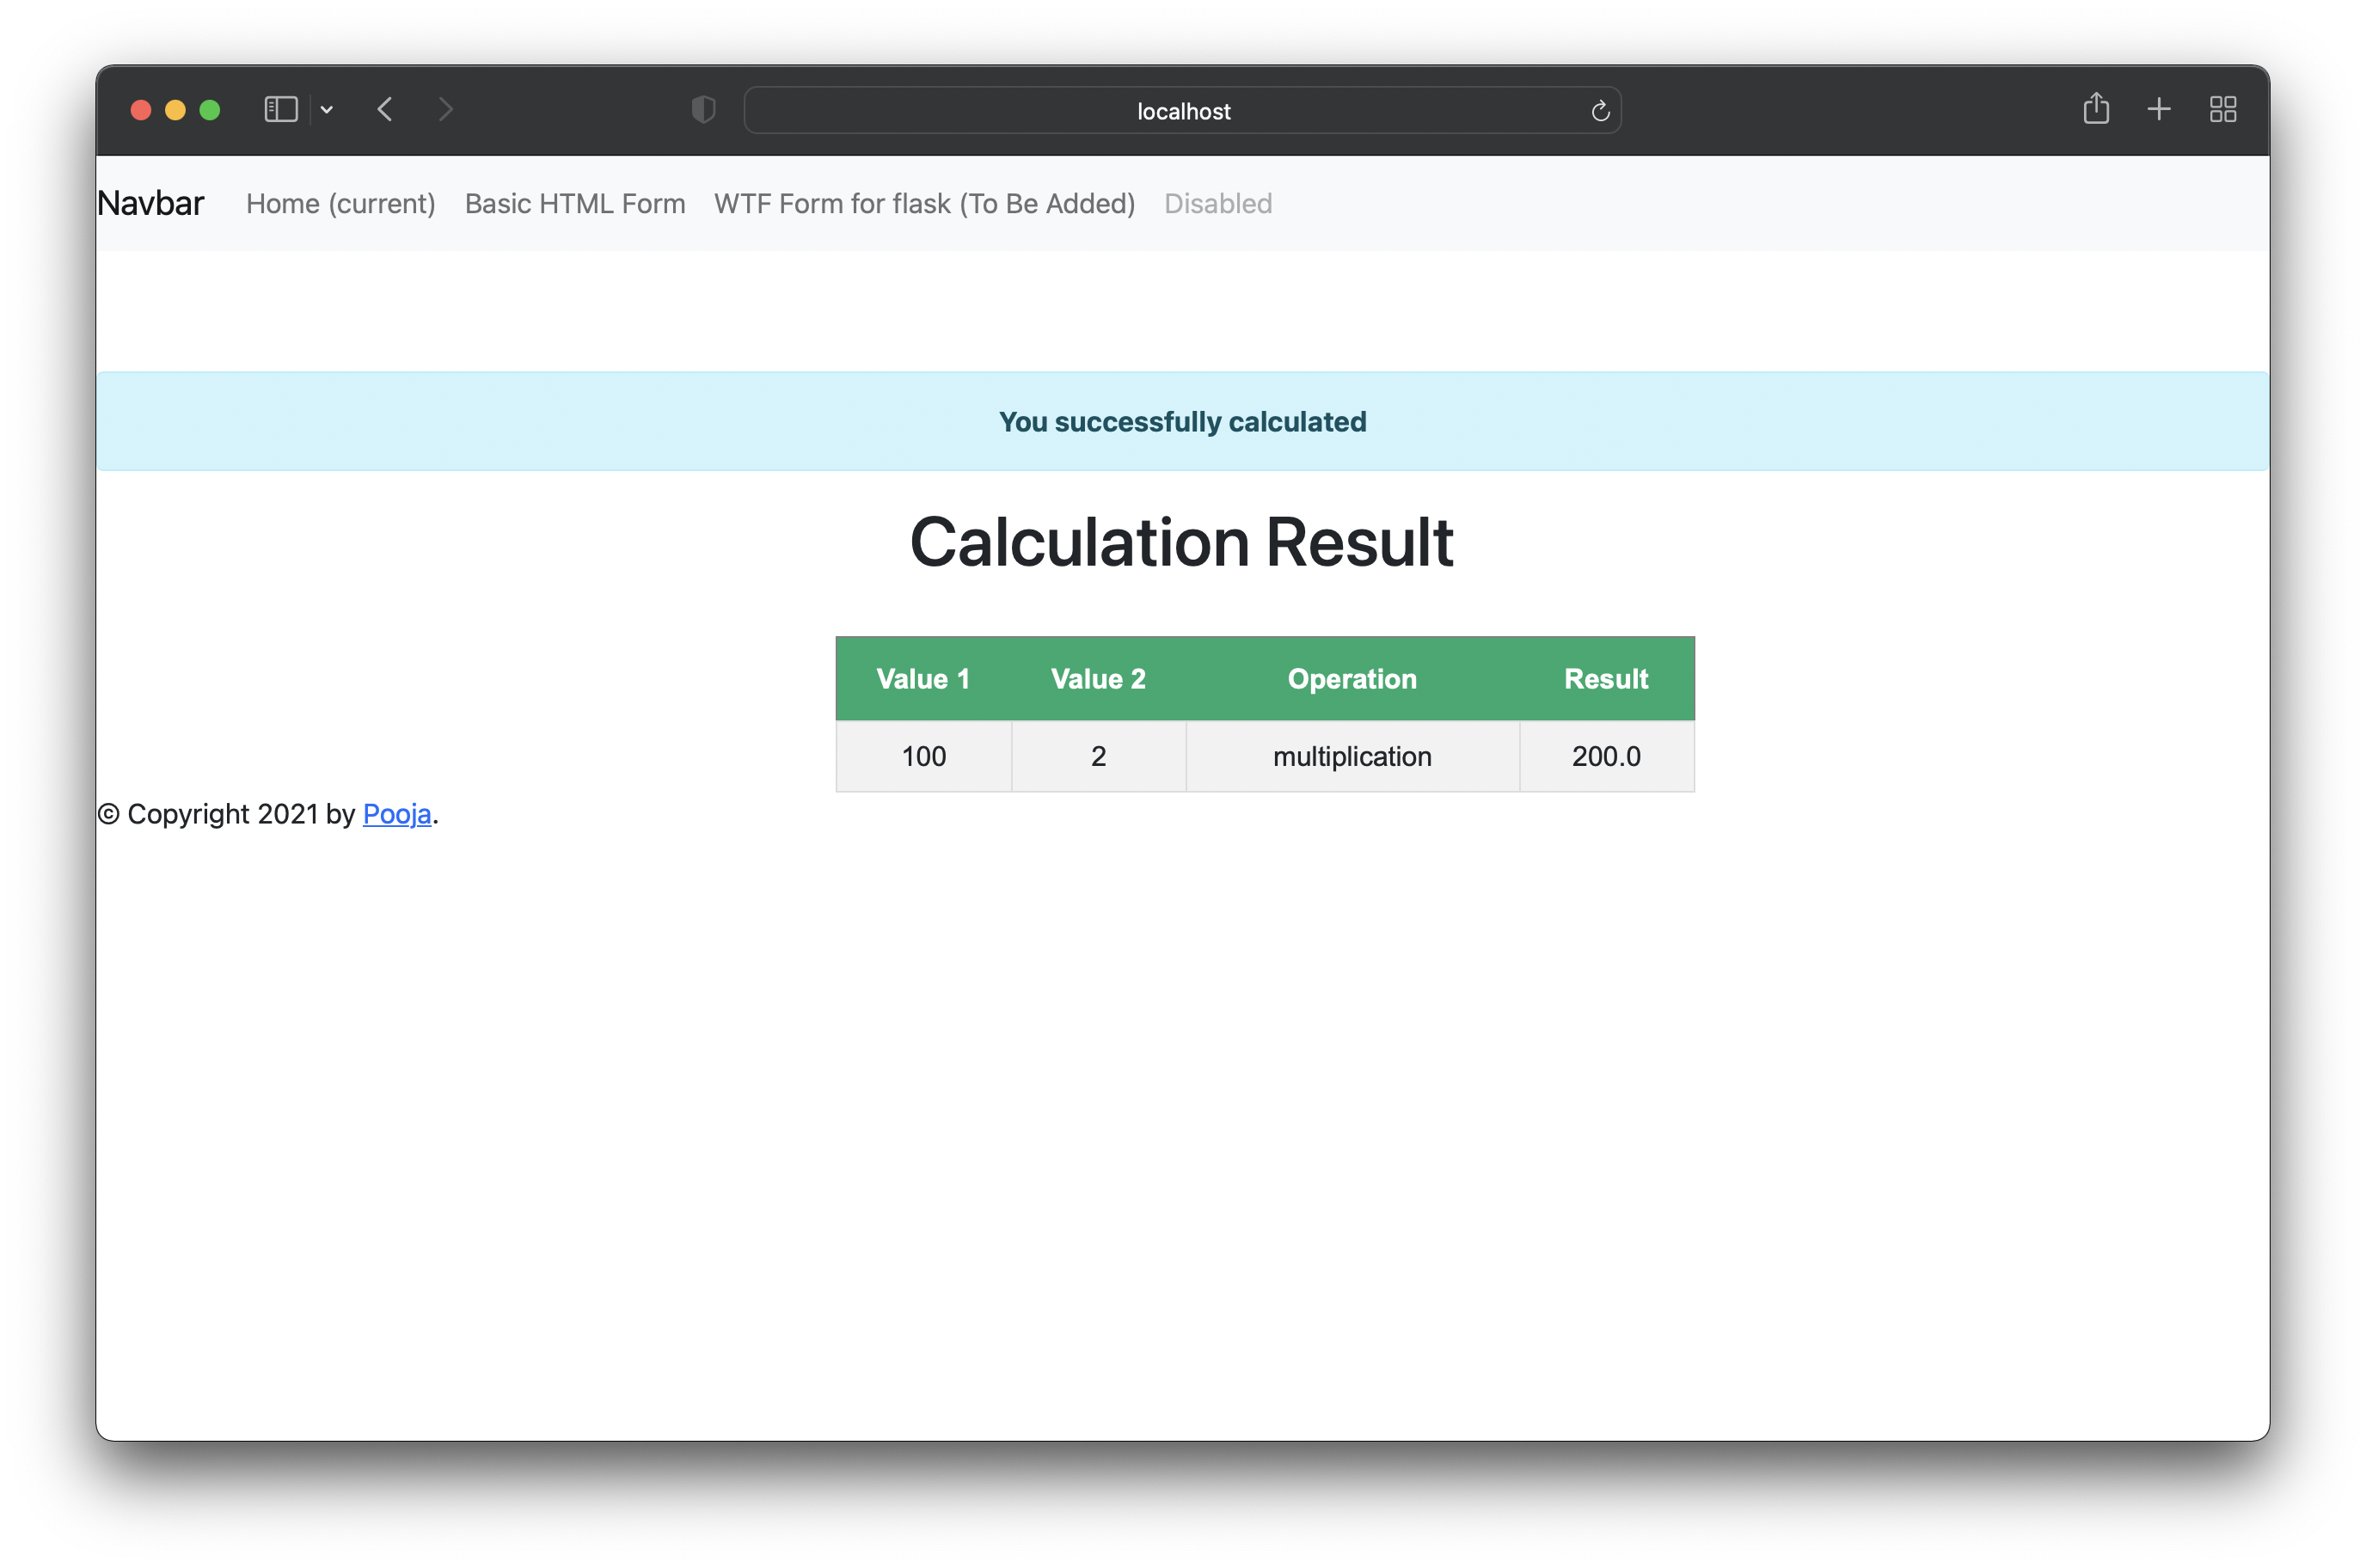 localhost
Navbar Home (current) Basic HTML Form WTF Form for flask (To Be Added) Disabled
You successfully calculated
Calculation Result
Value 1 Value 2 Operation Result
100 2 multiplication 200.0
© Copyright 2021 by Pooja.